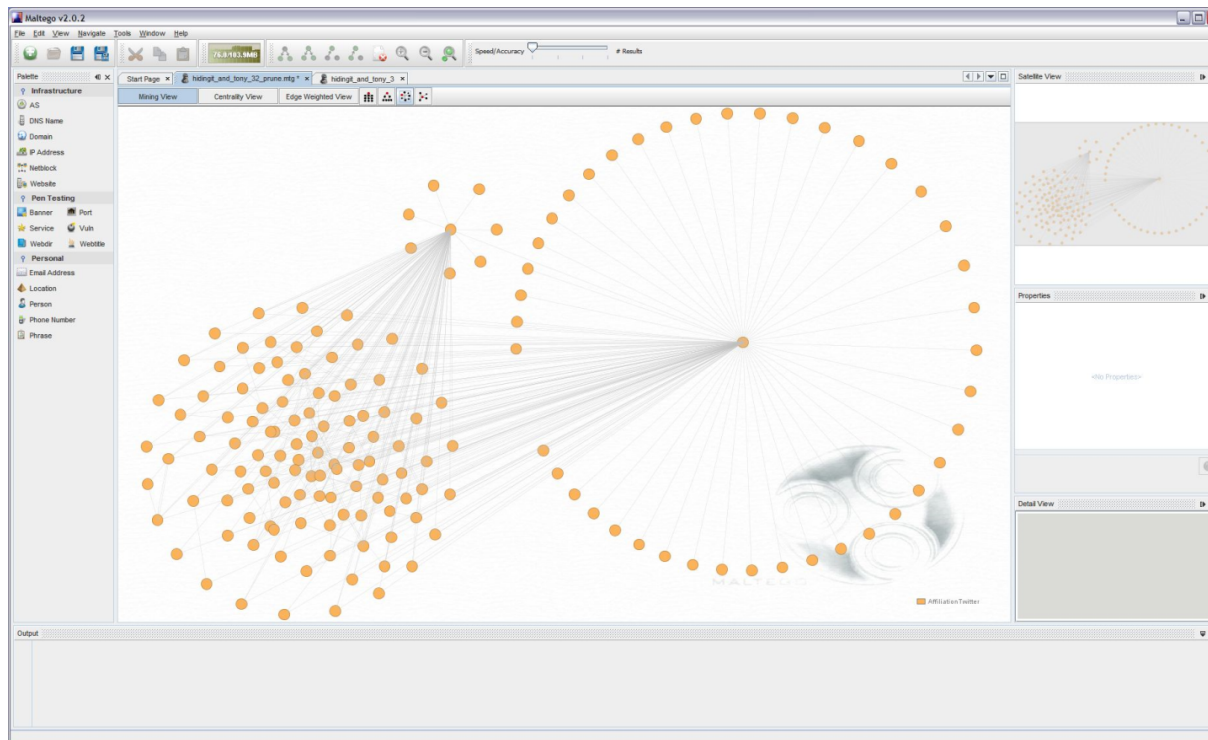 Maltego v2.0.2
File Edit View Navigate Tools Window Help
Speed/Accuracy # Results
Palette
Start Page hidingit_and_tony_32_prune.mtg * hidingit_and_tony_3
Satellite View
Infrastructure
Mining View Centrality View Edge Weighted View
AS
DNS Name
Domain
IP Address
Netblock
Website
Pen Testing
Banner Port
Service Vuln
Webdir Webtitle
Personal
Email Address
Location
Person
Phone Number
Phrase
Properties
<No Properties>
Detail View
MALTEGO
AffiliationTwitter
Output